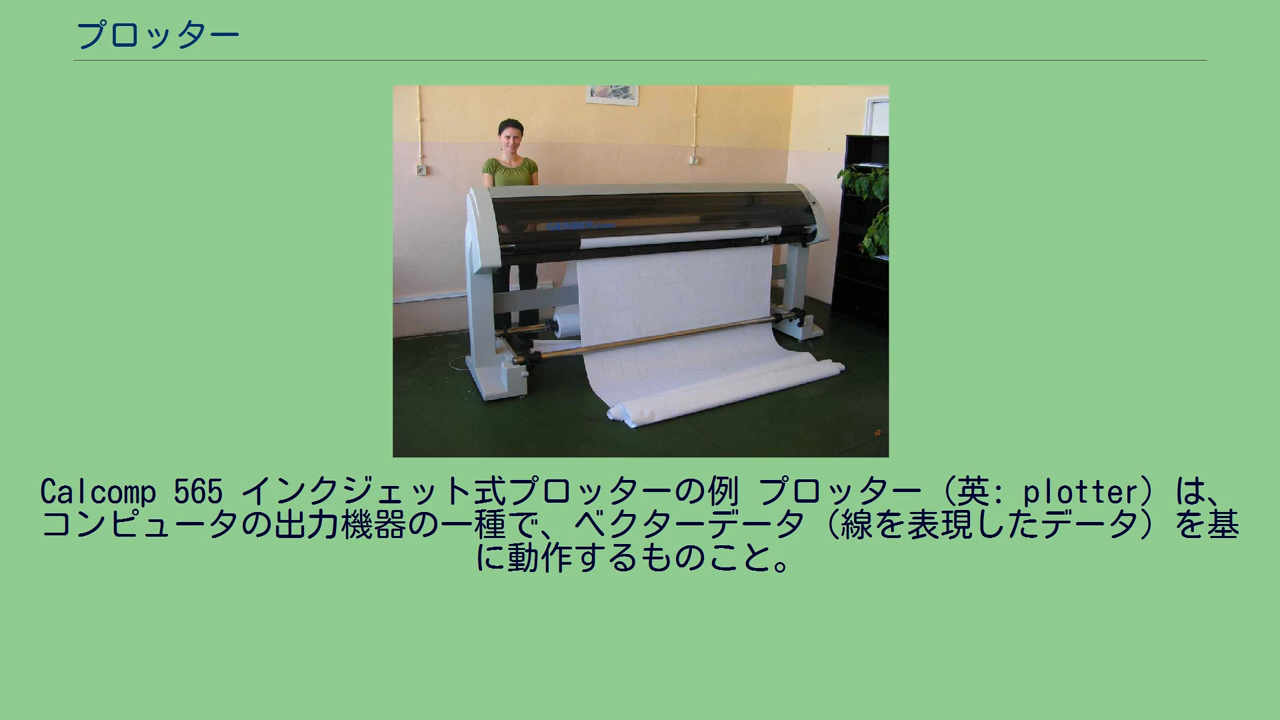 プロッター
Calcomp 565 インクジェット式プロッターの例 プロッター（英: plotter）は、
コンピュータの出力機器の一種で、ベクターデータ（線を表現したデータ）を基
に動作するものこと。